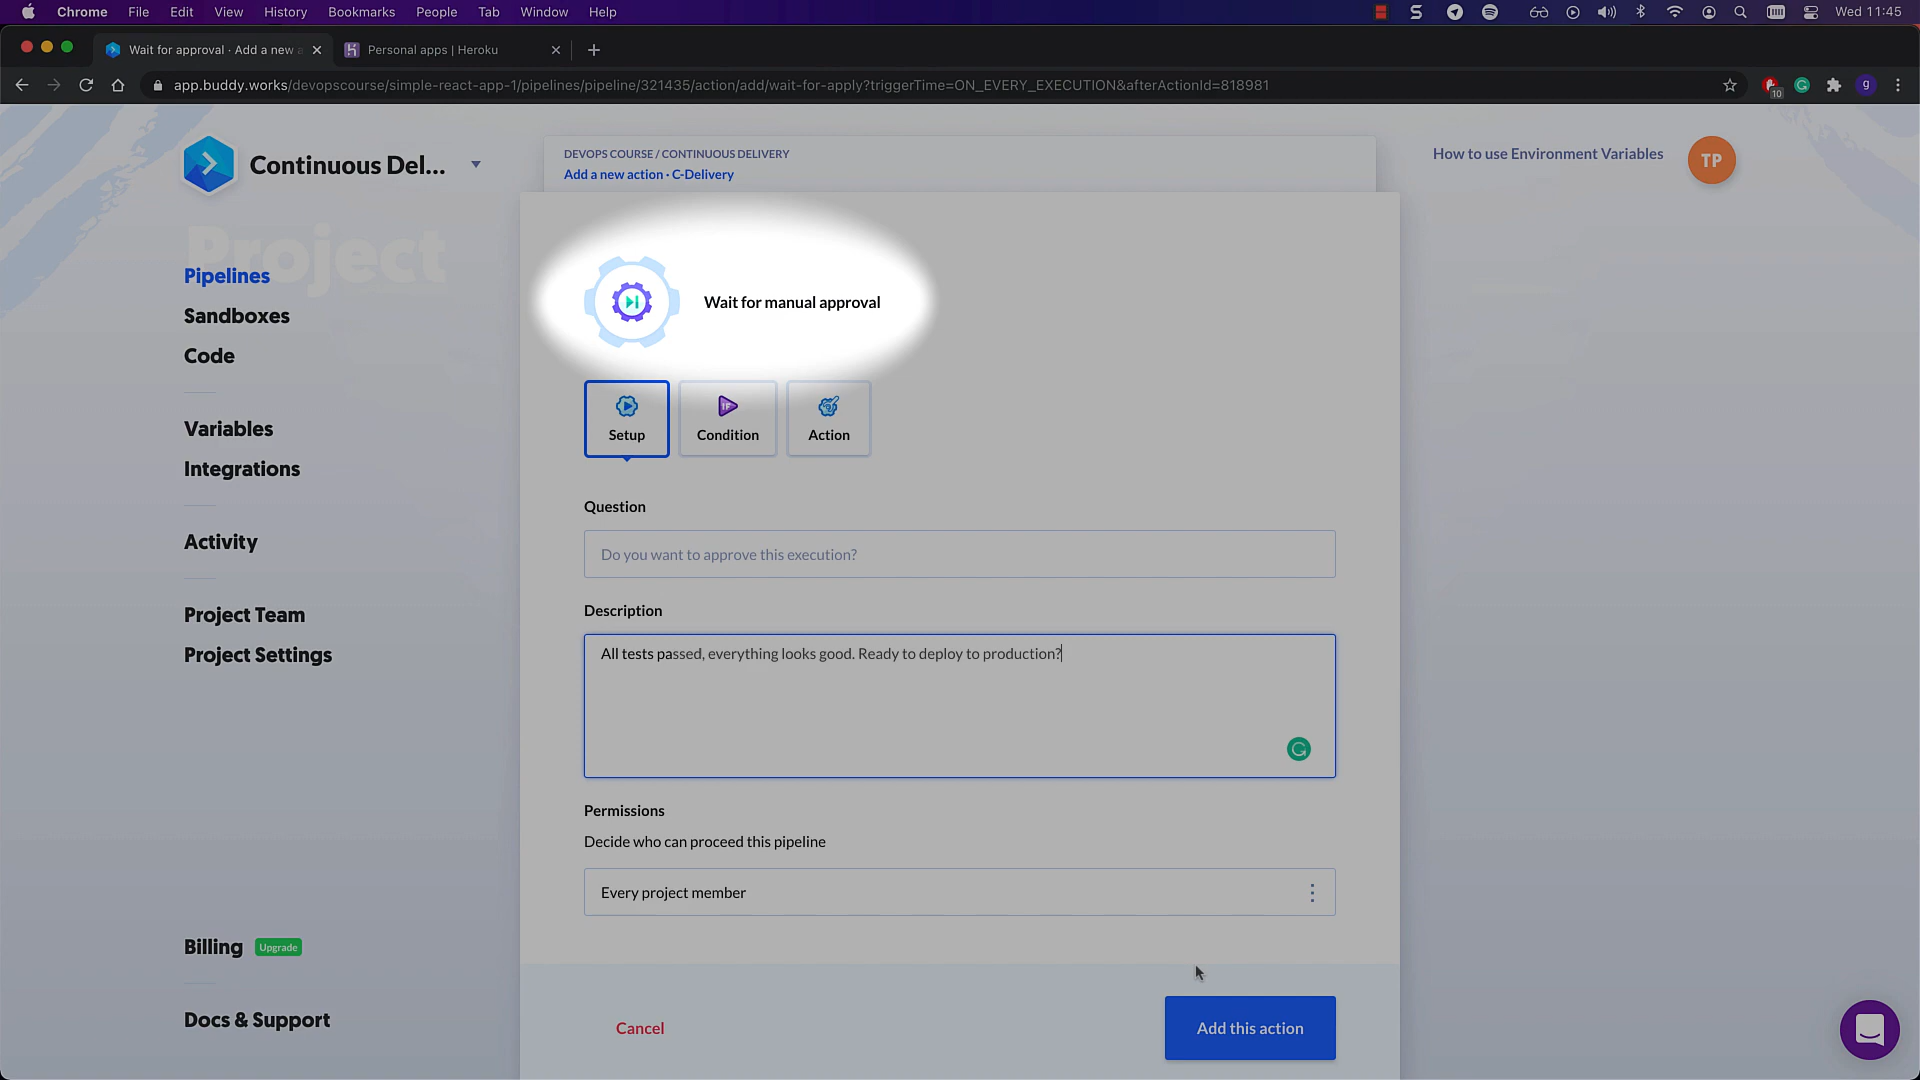 Chrome File Edit View History Bookmarks People Tab Window Help Wed 11:45
Wait for approval · Add a new a Personal apps | Heroku
app.buddy.works/devopscourse/simple-react-app-1/pipelines/pipeline/321435/action/add/wait-for-apply?triggerTime=ON_EVERY_EXECUTION&afterActionId=818981
10
g
Continuous Del...
DEVOPS COURSE / CONTINUOUS DELIVERY
Add a new action · C-Delivery
How to use Environment Variables
TP
Project
Pipelines
Sandboxes
Code
Variables
Integrations
Activity
Project Team
Project Settings
Billing Upgrade
Docs & Support
Wait for manual approval
IF
Setup Condition Action
Question
Do you want to approve this execution?
Description
All tests passed, everything looks good. Ready to deploy to production?
Permissions
Decide who can proceed this pipeline
Every project member
Cancel
Add this action